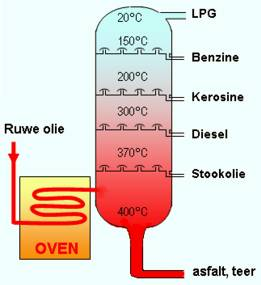 20°C
LPG
150°C
Benzine
200°C
Kerosine
300°C
Diesel
Ruwe olie
370°C
Stookolie
400°C
OVEN
asfalt, teer